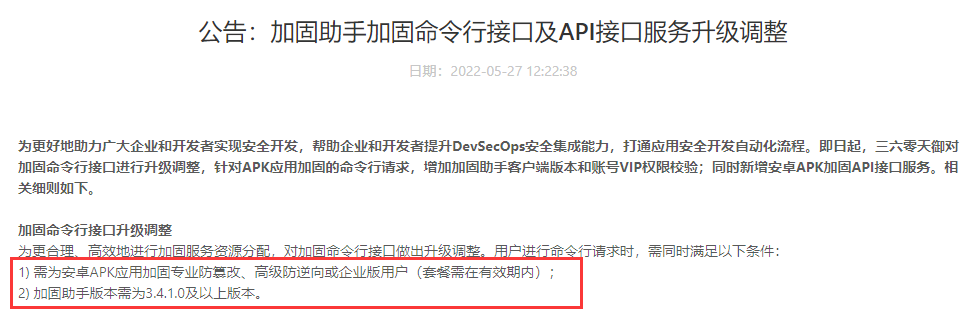 公告：加固助手加固命令行接口及API接口服务升级调整
日期：2022-05-27 12:22:38
为更好地助力广大企业和开发者实现安全开发，帮助企业和开发者提升DevSecOps安全集成能力，打通应用安全开发自动化流程。即日起，三六零天御对
加固命令行接口进行升级调整，针对APK应用加固的命令行请求，增加加固助手客户端版本和账号VIP权限校验；同时新增安卓APK加固API接口服务。相
关细则如下。
加固命令行接口升级调整
为更合理、高效地进行加固服务资源分配，对加固命令行接口做出升级调整。用户进行命令行请求时，需同时满足以下条件：
1) 需为安卓APK应用加固专业防篡改、高级防逆向或企业版用户（套餐需在有效期内）；
2) 加固助手版本需为3.4.1.0及以上版本。